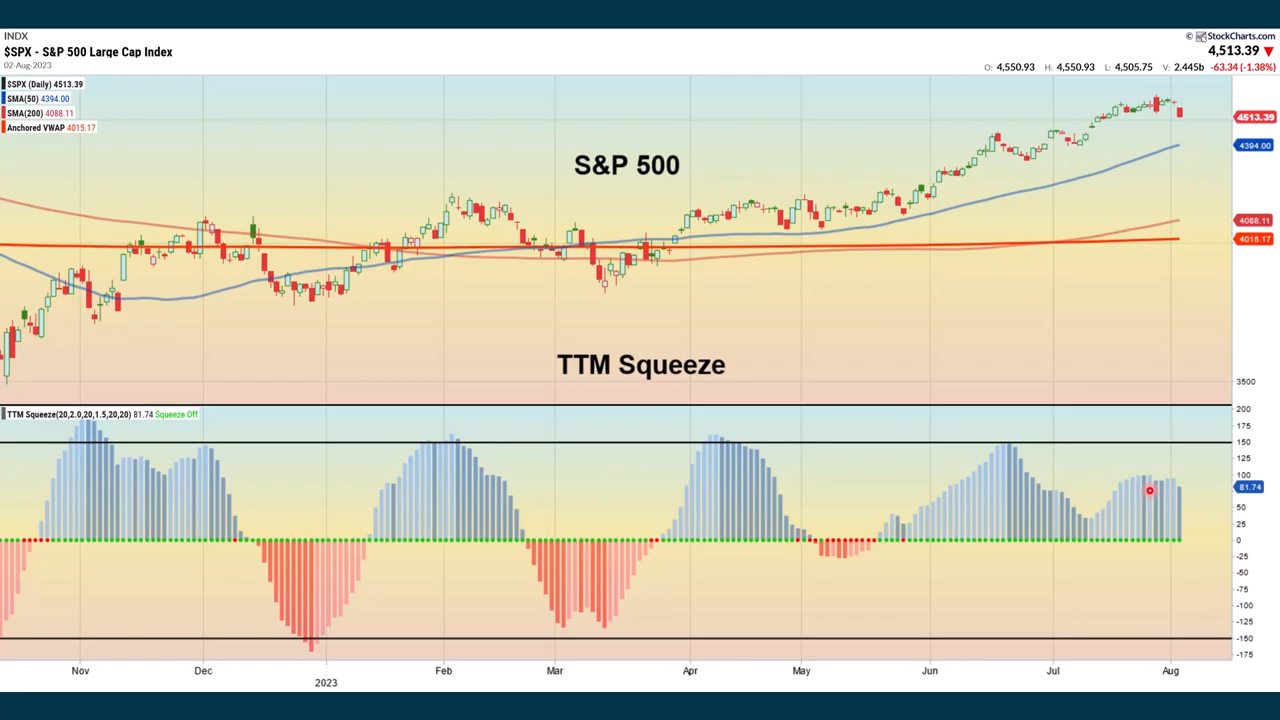 INDX
© StockCharts.com
$SPX - S&P 500 Large Cap Index
4,513.39
02-Aug-2023
O: 4,550.93 H: 4,550.93 L: 4,505.75 V: 2.445b -63.34 (-1.38%)
$SPX (Daily) 4513.39
SMA(50) 4394.00
SMA(200) 4088.11
Anchored VWAP 4015.17
4513.39
4394.00
S&P 500
4088.11
4015.17
TTM Squeeze
3500
TTM Squeeze(20,2.0,20,1.5,20,20) 81.74 Squeeze Off
200
175
150
125
100
81.74
50
25
0
-25
-50
-75
-100
-125
-150
-175
Nov Dec Feb Mar Apr May Jun Jul Aug
2023